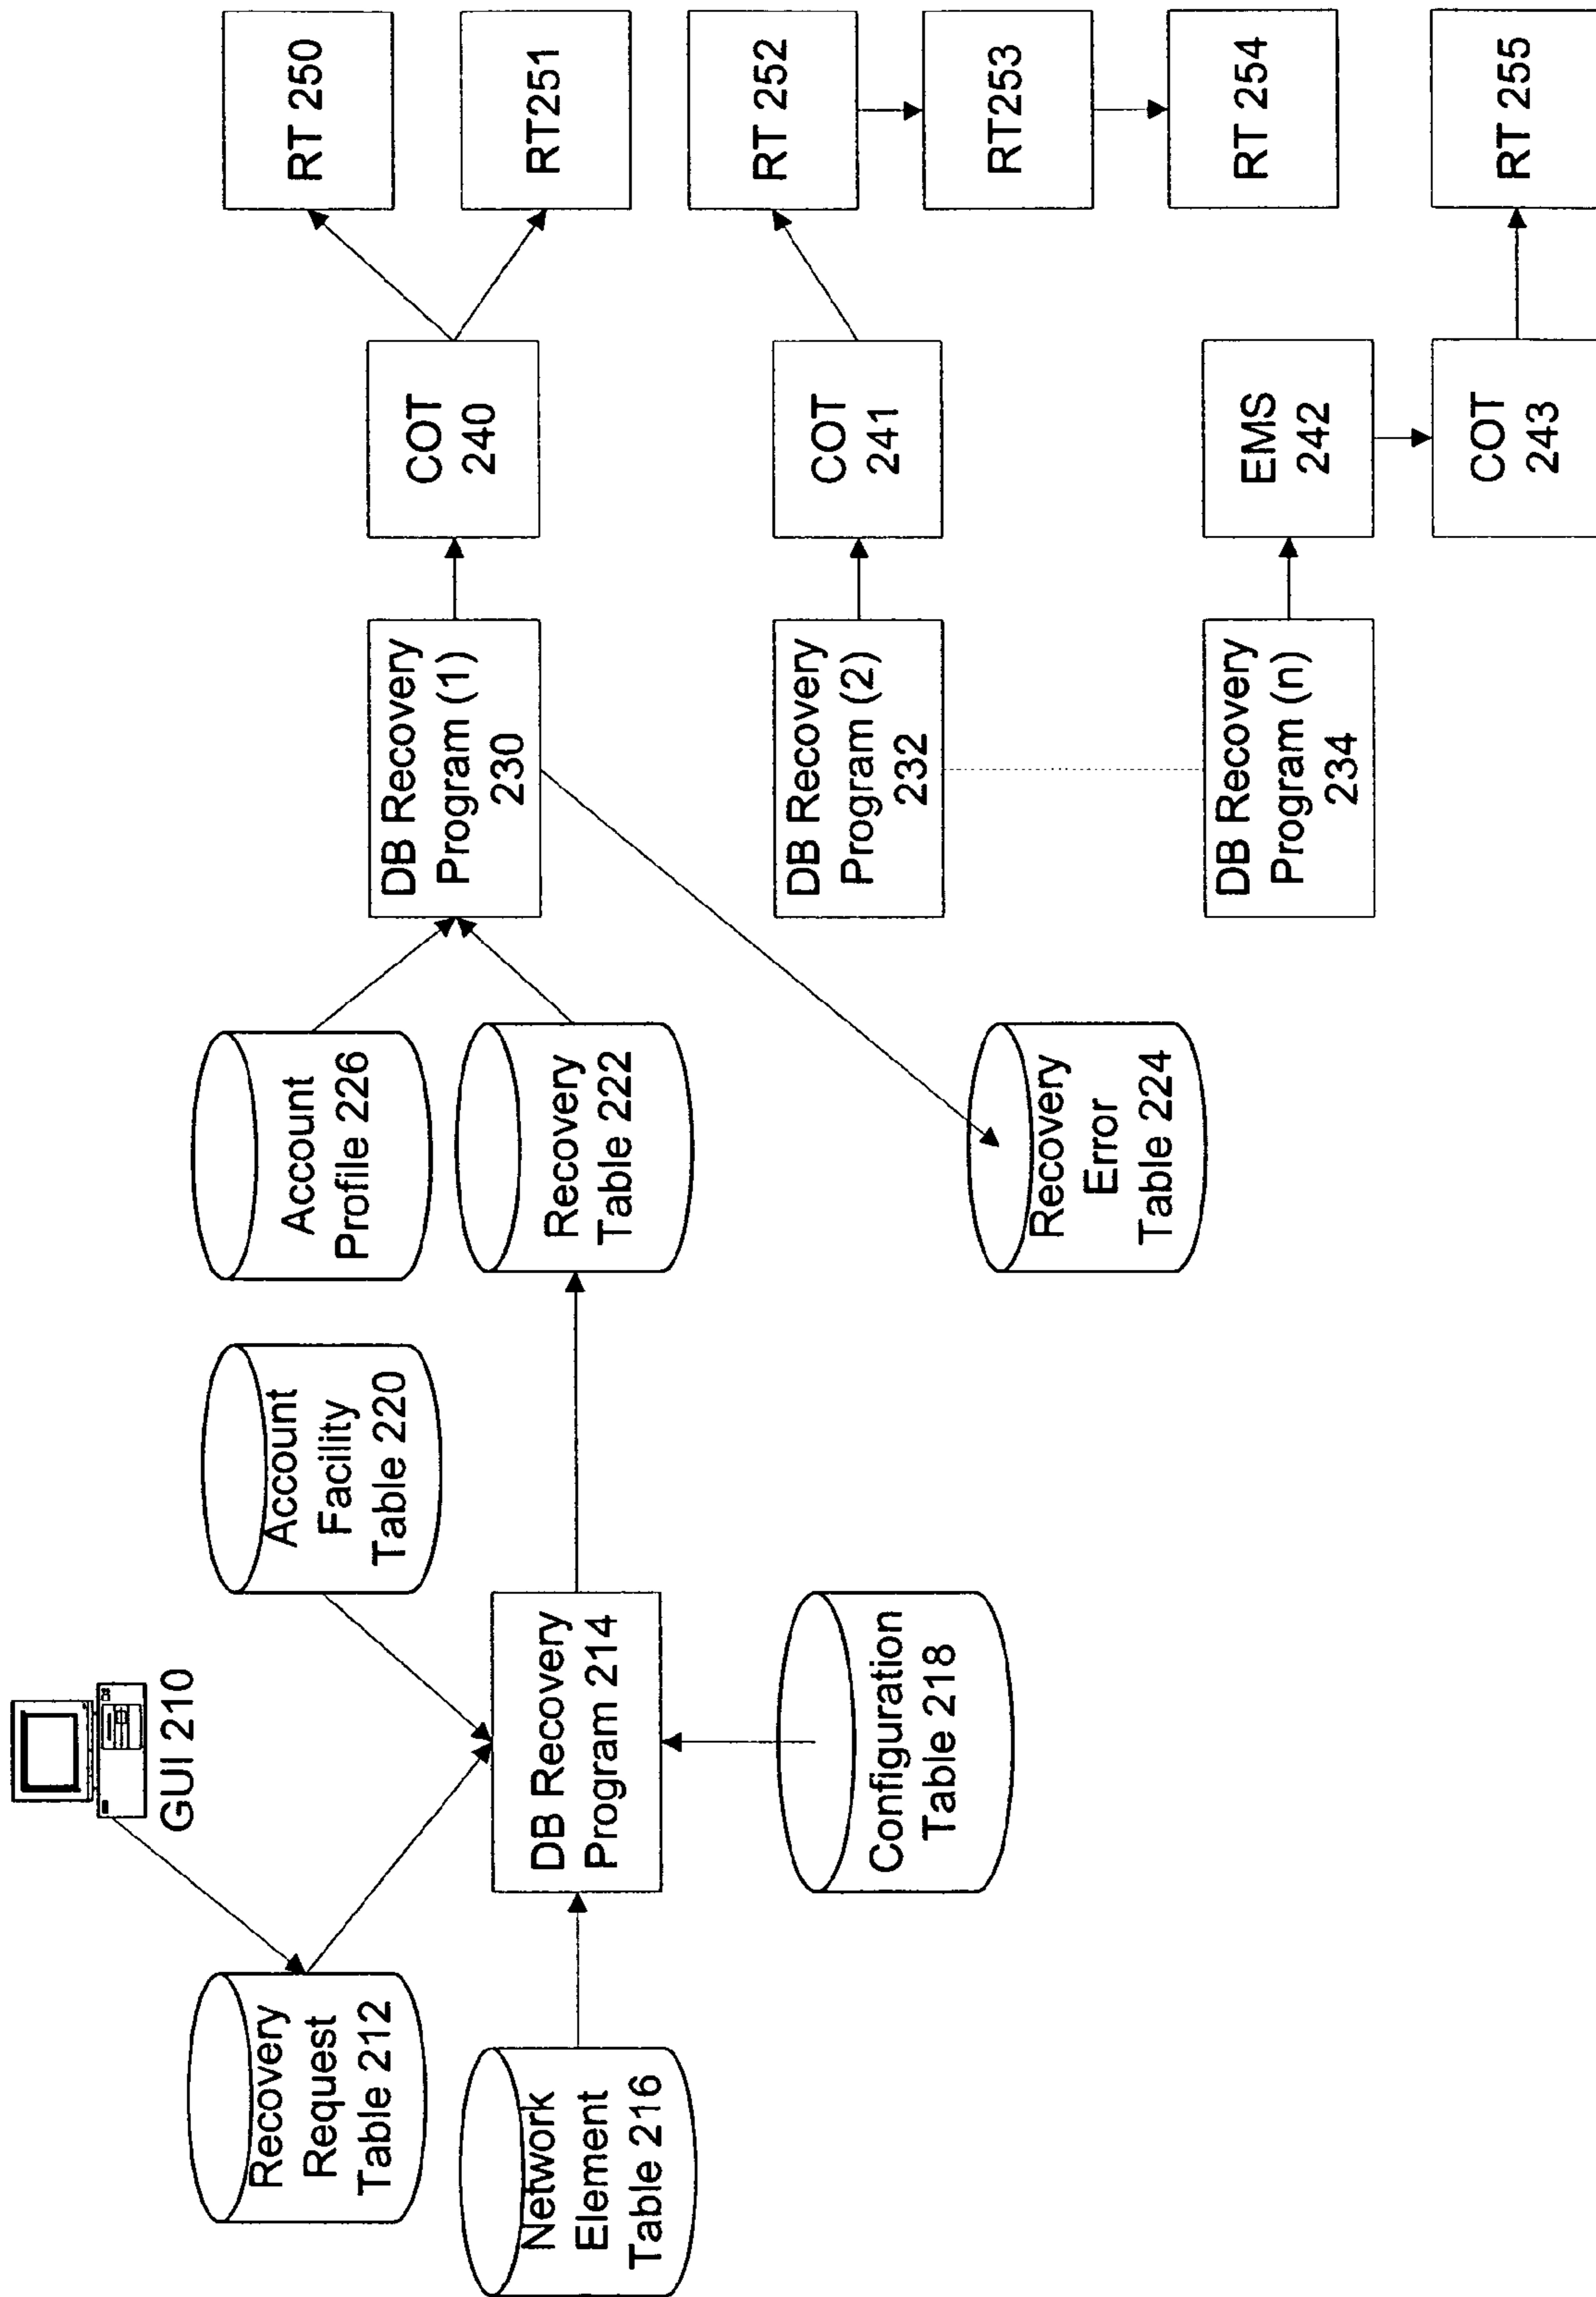 GUI 210
Recovery
Request
Table 212
Network
Element
Table 216
DB Recovery
Program 214
Configuration
Table 218
Account
Facility
Table 220
Account
Profile 226
Recovery
Table 222
Recovery
Error
Table 224
DB Recovery
Program (1)
230
DB Recovery
Program (2)
232
DB Recovery
Program (n)
234
COT
240
COT
241
EMS
242
COT
243
RT 250
RT251
RT 252
RT253
RT 254
RT 255